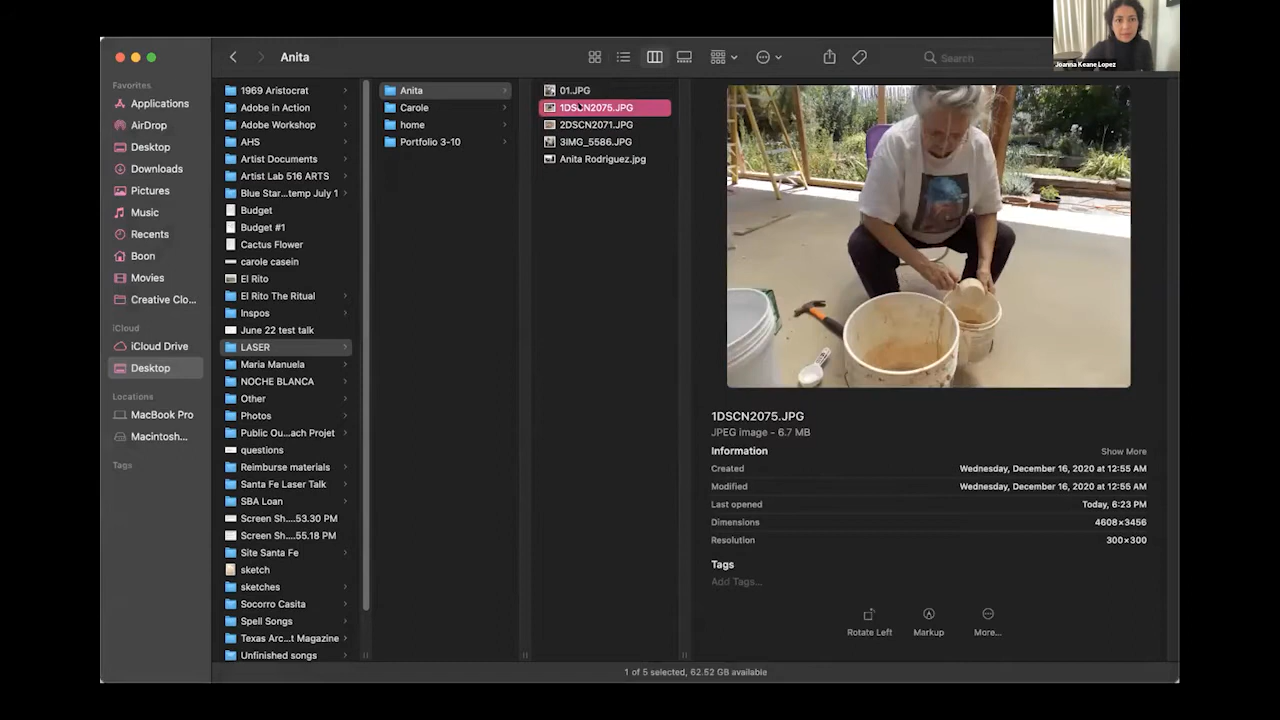 Joanna Keane Lopez
Anita
Search
Favorites
Applications
AirDrop
Desktop
Downloads
Pictures
Music
Recents
Boon
Movies
Creative Clo...
iCloud
iCloud Drive
Desktop
Locations
MacBook Pro
Macintosh...
Tags
1969 Aristocrat
Adobe in Action
Adobe Workshop
AHS
Artist Documents
Artist Lab 516 ARTS
Blue Star...temp July 1
Budget
Budget #1
Cactus Flower
carole casein
El Rito
El Rito The Ritual
Inspos
June 22 test talk
LASER
Maria Manuela
NOCHE BLANCA
Other
Photos
Public Ou...ach Projet
questions
Reimburse materials
Santa Fe Laser Talk
SBA Loan
Screen Sh....53.30 PM
Screen Sh....55.18 PM
Site Santa Fe
sketch
sketches
Socorro Casita
Spell Songs
Texas Arc...t Magazine
Unfinished songs
Anita
Carole
home
Portfolio 3-10
01.JPG
1DSCN2075.JPG
2DSCN2071.JPG
3IMG_5586.JPG
Anita Rodriguez.jpg
1DSCN2075.JPG
JPEG image - 6.7 MB
Information Show More
Created Wednesday, December 16, 2020 at 12:55 AM
Modified Wednesday, December 16, 2020 at 12:55 AM
Last opened Today, 6:23 PM
Dimensions 4608×3456
Resolution 300×300
Tags
Add Tags...
Rotate Left Markup More...
1 of 5 selected, 62.52 GB available